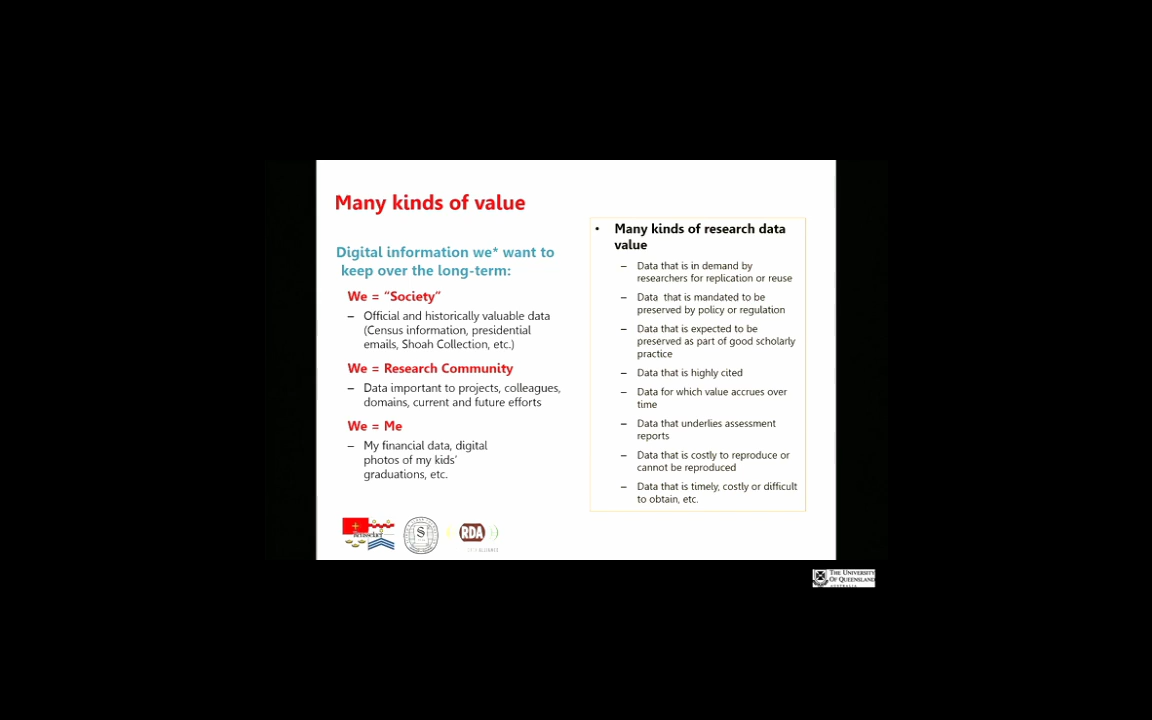 Many kinds of value
Digital information we* want to
keep over the long-term:
We = "Society"
– Official and historically valuable data
(Census information, presidential
emails, Shoah Collection, etc.)
We = Research Community
– Data important to projects, colleagues,
domains, current and future efforts
We = Me
– My financial data, digital
photos of my kids'
graduations, etc.
• Many kinds of research data
value
– Data that is in demand by
researchers for replication or reuse
– Data that is mandated to be
preserved by policy or regulation
– Data that is expected to be
preserved as part of good scholarly
practice
– Data that is highly cited
– Data for which value accrues over
time
– Data that underlies assessment
reports
– Data that is costly to reproduce or
cannot be reproduced
– Data that is timely, costly or difficult
to obtain, etc.
Rensselaer
S
RDA
THE UNIVERSITY
OF QUEENSLAND
AUSTRALIA